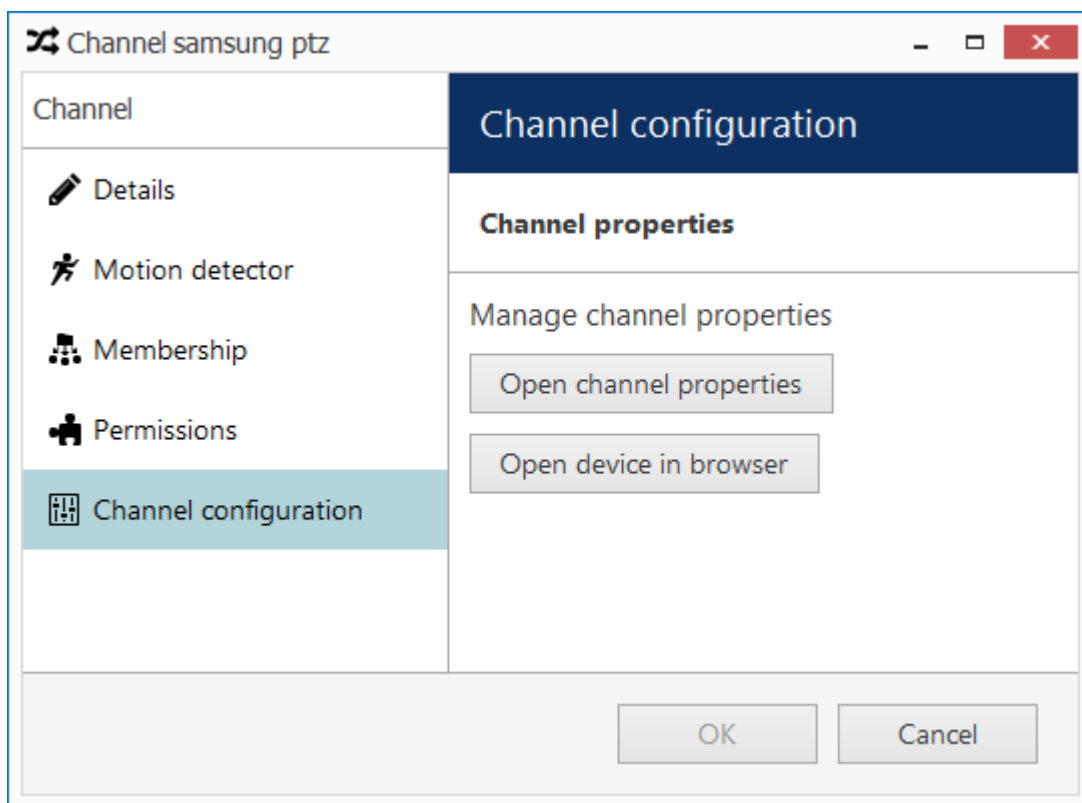 Channel samsung ptz
Channel
Details
Motion detector
Membership
Permissions
Channel configuration
Channel configuration
Channel properties
Manage channel properties
Open channel properties
Open device in browser
OK
Cancel